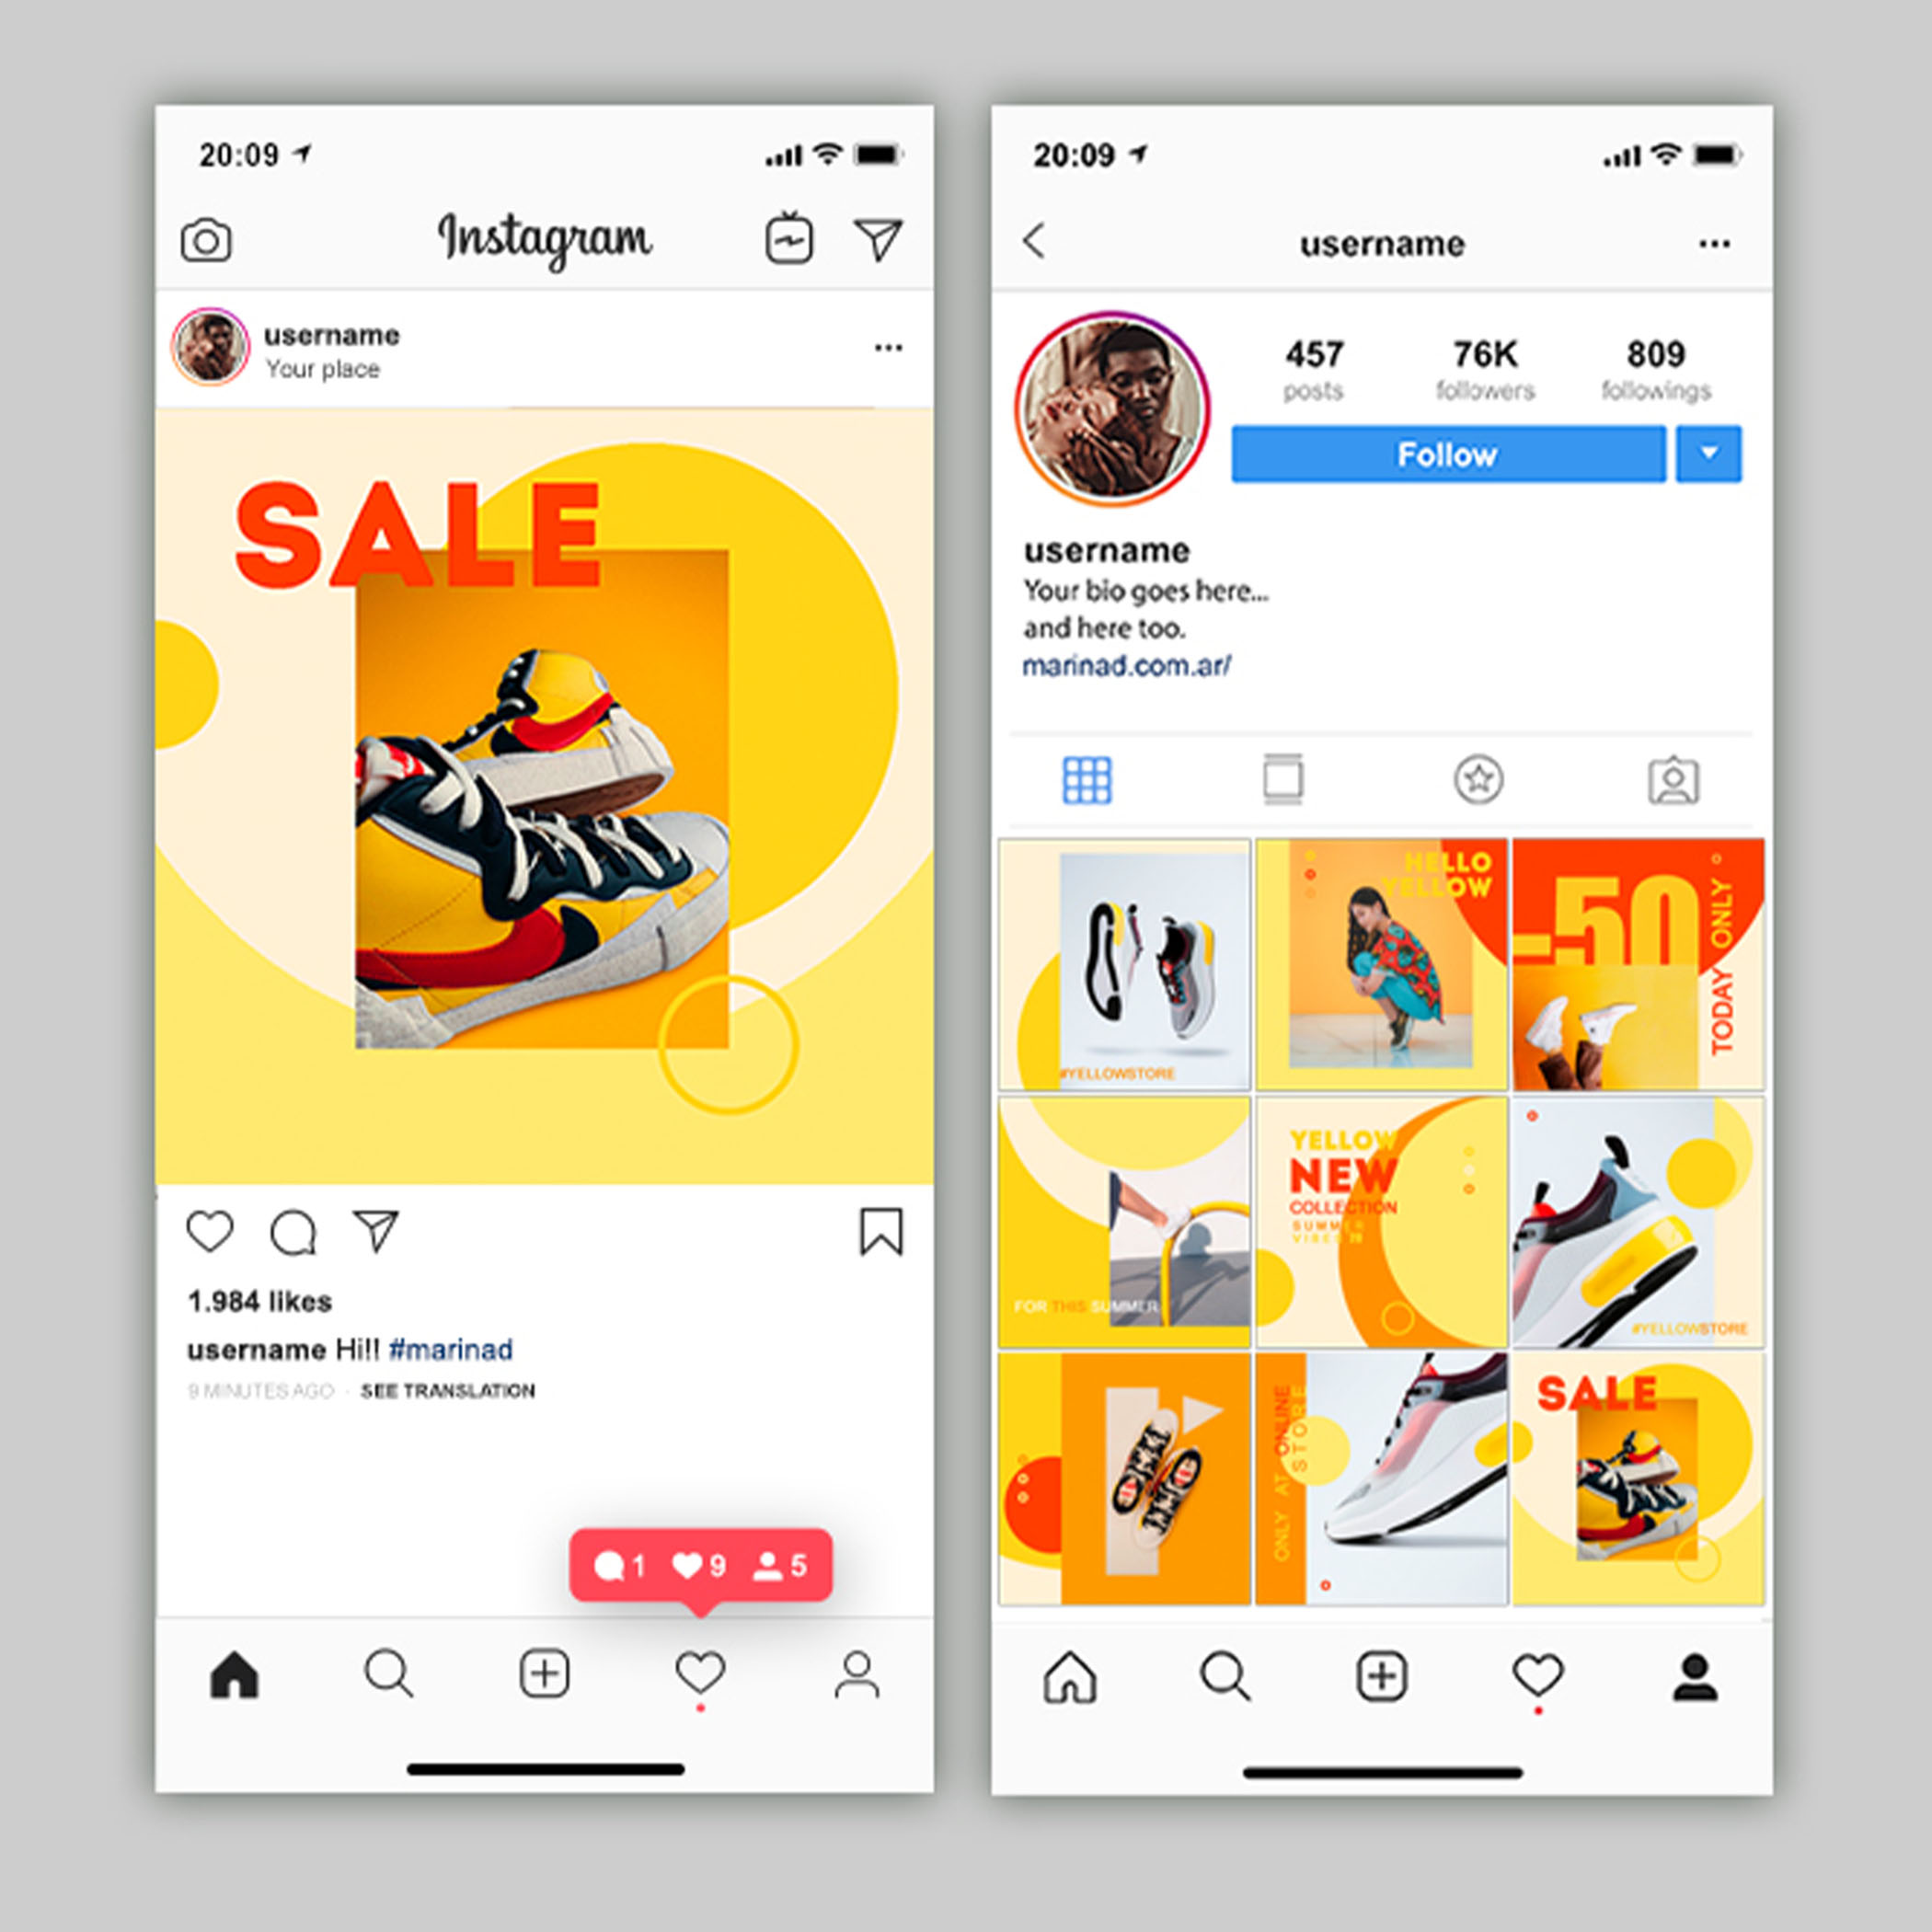 20:09
Instagram
username
Your place
SALE
1.984 likes
username Hi!! #marinad
9 MINUTES AGO · SEE TRANSLATION
1 9 5
20:09
username
457 76K 809
posts followers followings
Follow
username
Your bio goes here...
and here too.
marinad.com.ar/
#YELLOWSTORE
HELLO
YELLOW
-50
TODAY ONLY
FOR THIS SUMMER
YELLOW
NEW
COLLECTION
SUMMER
VIBES 20
#YELLOWSTORE
ONLY AT ONLINE
STORE
SALE